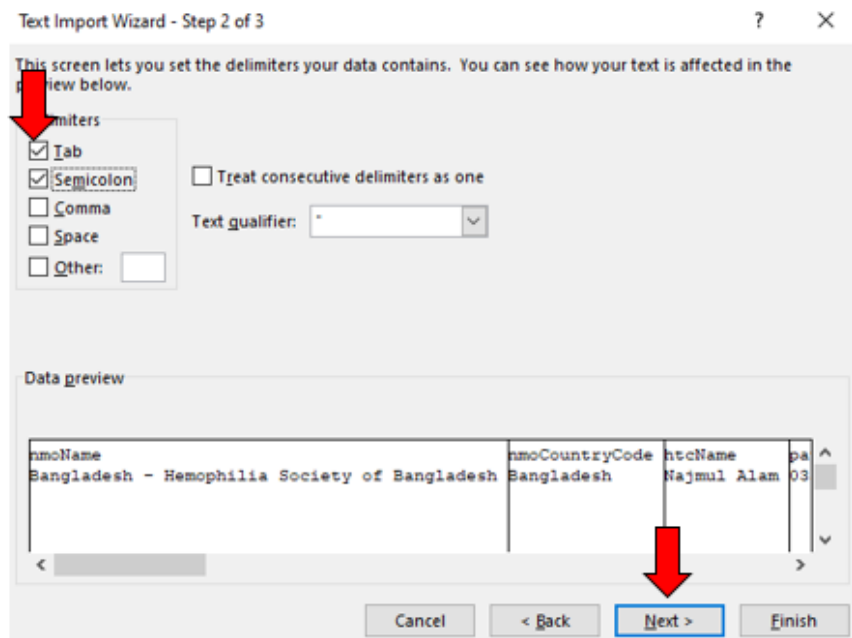 Text Import Wizard - Step 2 of 3
This screen lets you set the delimiters your data contains. You can see how your text is affected in the
view below.
Tab
Semicolon
Comma
Space
Other:
Treat consecutive delimiters as one
Text qualifier: "
Data preview
nmoName nmoCountryCode htcName pa
Bangladesh - Hemophilia Society of Bangladesh Bangladesh Najmul Alam 03
Cancel < Back Next > Finish